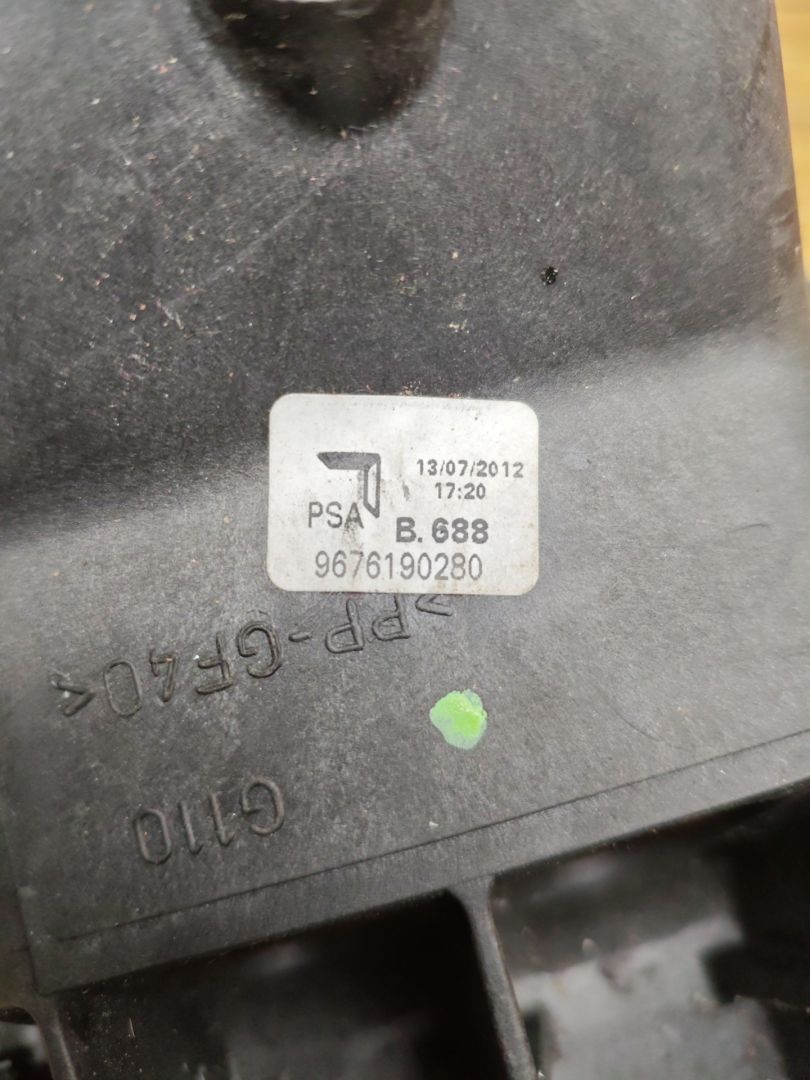 13/07/2012
17:20
PSA
B. 688
9676190280
>PP-GF40<
G110